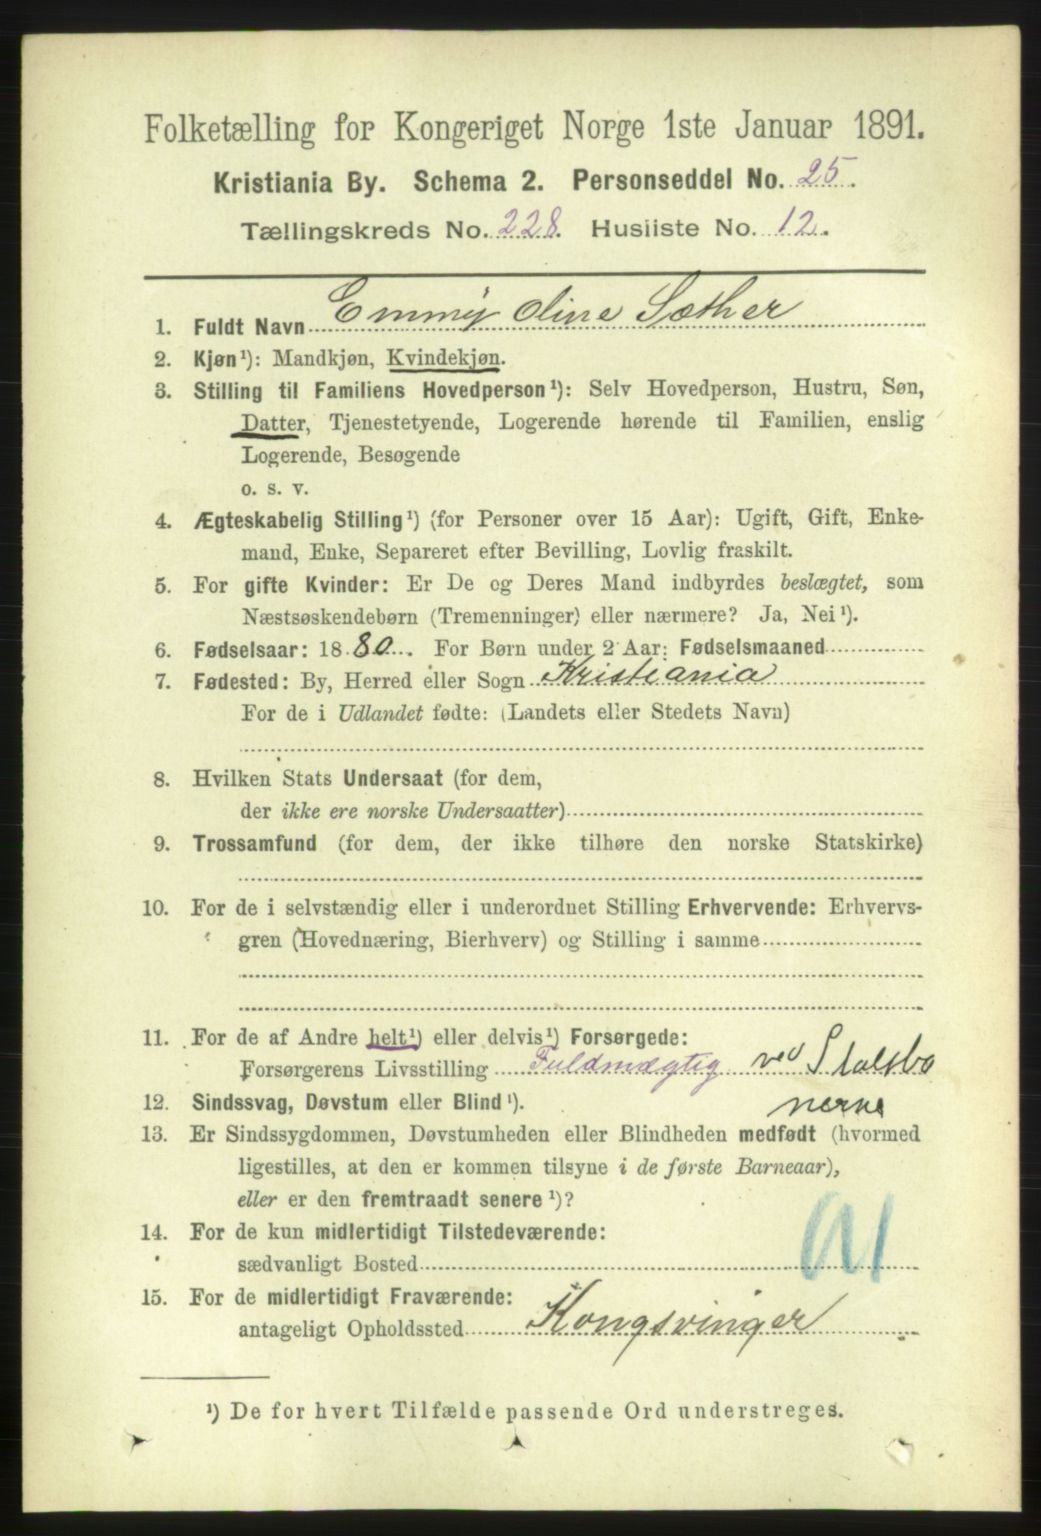 Folketælling for Kongeriget Norge 1ste Januar 1891.
Kristiania By. Schema 2. Personseddel No. 25.
Tællingskreds No. 228. Husliste No. 12.
1. Fuldt Navn Emmy Oline Sæther
2. Kjøn¹): Mandkjøn, Kvindekjøn.
3. Stilling til Familiens Hovedperson¹): Selv Hovedperson, Hustru, Søn,
Datter, Tjenestetyende, Logerende hørende til Familien, enslig
Logerende, Besøgende
o. s. v.
4. Ægteskabelig Stilling¹) (for Personer over 15 Aar): Ugift, Gift, Enke-
mand, Enke, Separeret efter Bevilling, Lovlig fraskilt.
5. For gifte Kvinder: Er De og Deres Mand indbyrdes beslægtet, som
Næstsøskendebørn (Tremenninger) eller nærmere? Ja, Nei¹).
6. Fødselsaar: 1880. For Børn under 2 Aar: Fødselsmaaned
7. Fødested: By, Herred eller Sogn Kristiania
For de i Udlandet fødte: (Landets eller Stedets Navn)
8. Hvilken Stats Undersaat (for dem,
der ikke ere norske Undersaatter)
9. Trossamfund (for dem, der ikke tilhøre den norske Statskirke)
10. For de i selvstændig eller i underordnet Stilling Erhvervende: Erhvervs-
gren (Hovednæring, Bierhverv) og Stilling i samme
11. For de af Andre helt¹) eller delvis¹) Forsørgede:
Forsørgerens Livsstilling Fuldmægtig ved Statsba
nerne
12. Sindssvag, Døvstum eller Blind¹).
13. Er Sindssygdommen, Døvstumheden eller Blindheden medfødt (hvormed
ligestilles, at den er kommen tilsyne i de første Barneaar),
eller er den fremtraadt senere¹)?
14. For de kun midlertidigt Tilstedeværende:
sædvanligt Bosted
15. For de midlertidigt Fraværende:
antageligt Opholdssted Kongsvinger
¹) De for hvert Tilfælde passende Ord understreges.